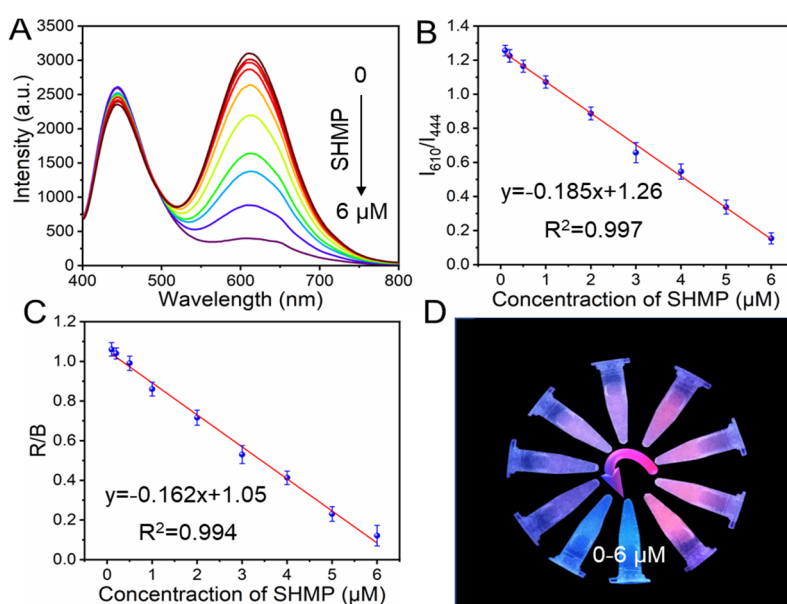 A
Intensity (a.u.)
3500
3000
2500
2000
1500
1000
500
0
400 500 600 700 800
Wavelength (nm)
0
SHMP
6 μM
B
I610/I444
1.4
1.2
1.0
0.8
0.6
0.4
0.2
0.0
y=-0.185x+1.26
R²=0.997
0 1 2 3 4 5 6
Concentraction of SHMP (μM)
C
R/B
1.2
1.0
0.8
0.6
0.4
0.2
0.0
y=-0.162x+1.05
R²=0.994
0 1 2 3 4 5 6
Concentraction of SHMP (μM)
D
0-6 μM